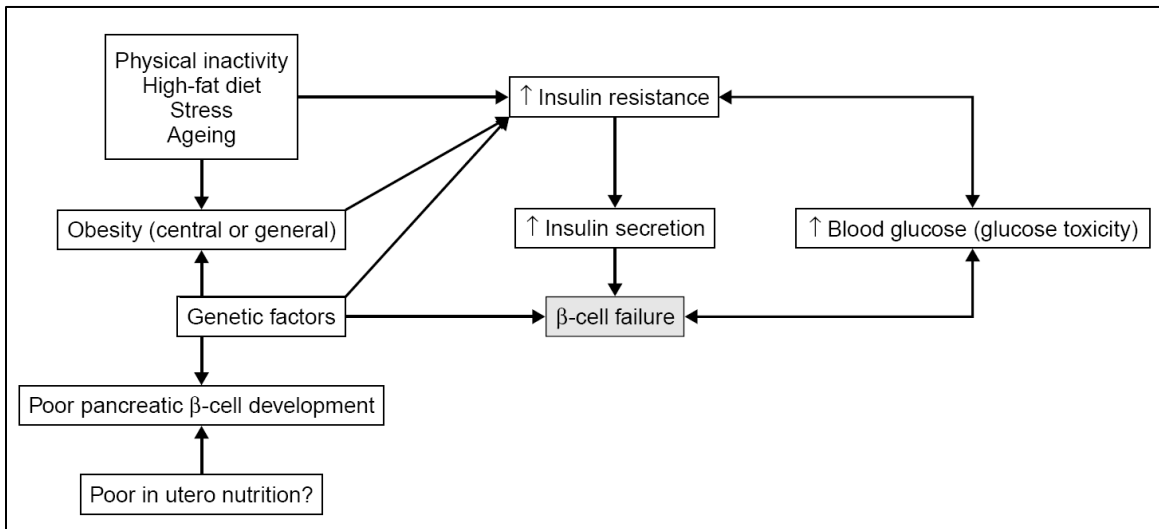 Physical inactivity
High-fat diet
Stress
Ageing
↑ Insulin resistance
Obesity (central or general)
↑ Insulin secretion
↑ Blood glucose (glucose toxicity)
Genetic factors
β-cell failure
Poor pancreatic β-cell development
Poor in utero nutrition?